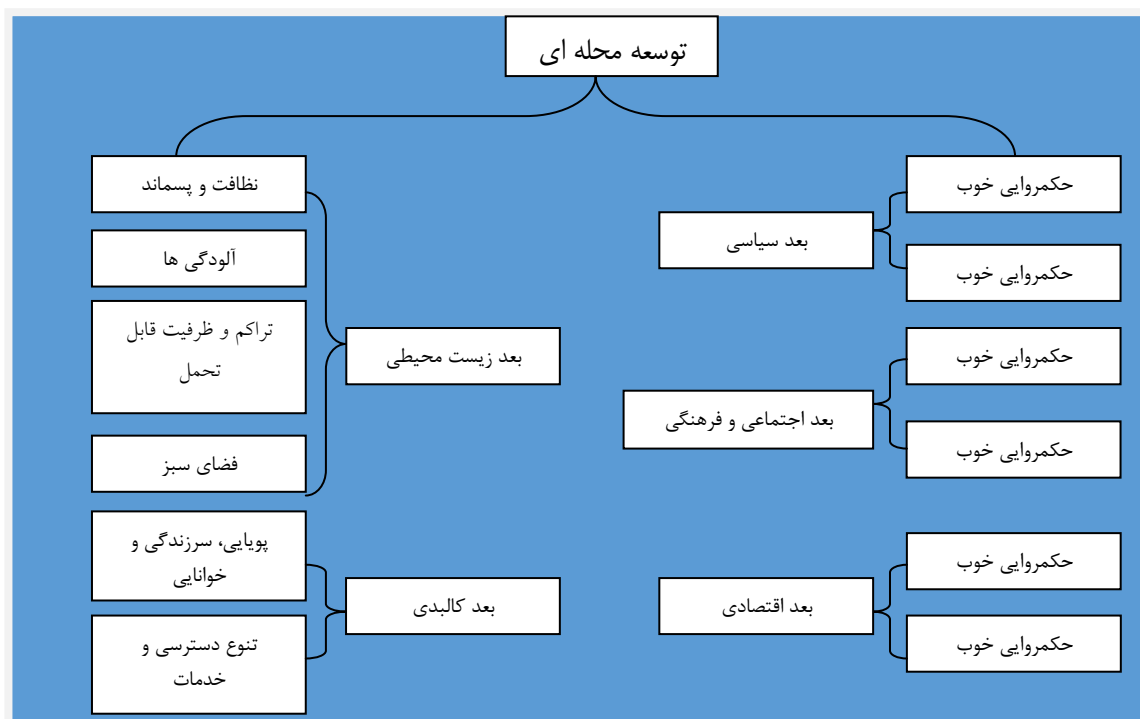 توسعه محله ای
حکمروایی خوب
بعد سیاسی
حکمروایی خوب
حکمروایی خوب
بعد اجتماعی و فرهنگی
حکمروایی خوب
حکمروایی خوب
بعد اقتصادی
حکمروایی خوب
نظافت و پسماند
آلودگی ها
تراکم و ظرفیت قابل
تحمل
بعد زیست محیطی
فضای سبز
پویایی، سرزندگی و
خوانایی
بعد کالبدی
تنوع دسترسی و
خدمات